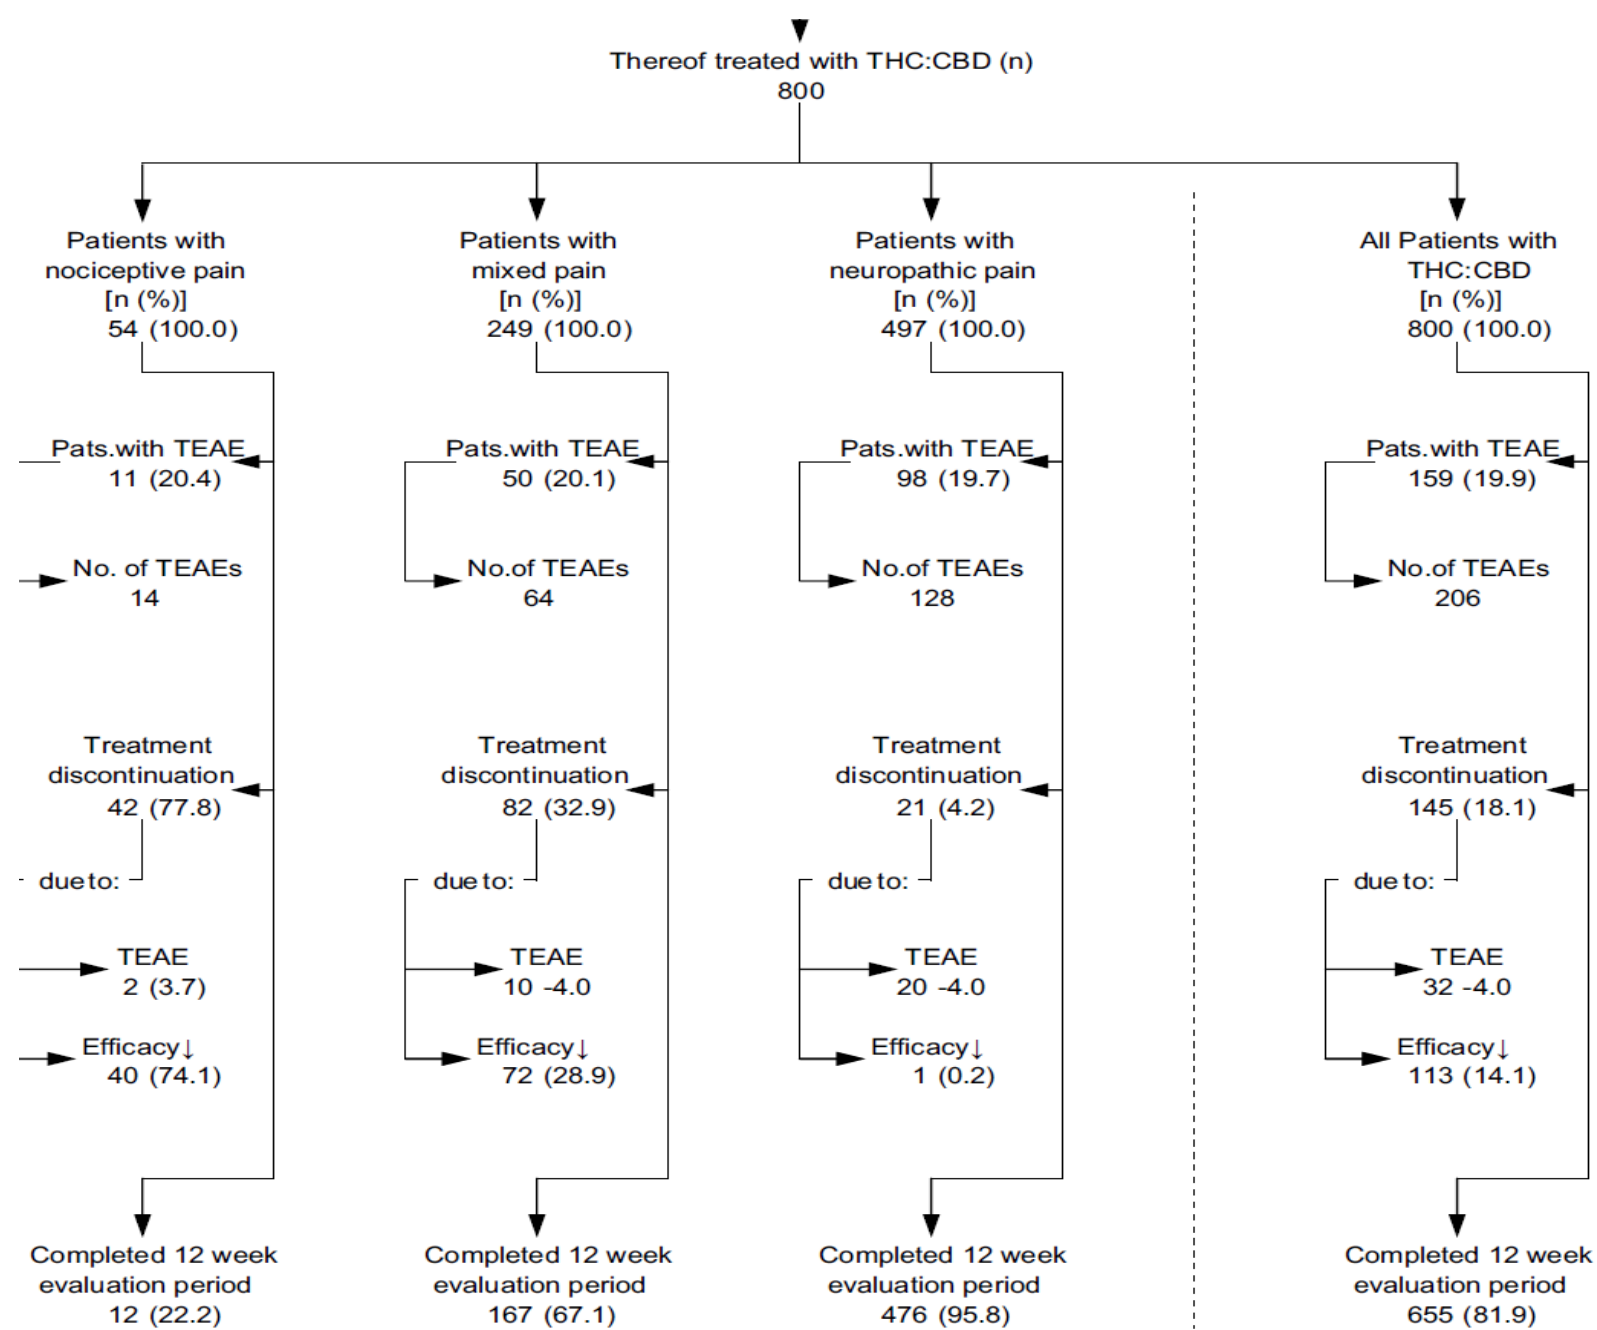 Thereof treated with THC:CBD (n)
800
Patients with
nociceptive pain
[n (%)]
54 (100.0)
Pats.with TEAE
11 (20.4)
No. of TEAEs
14
Treatment
discontinuation
42 (77.8)
due to:
TEAE
2 (3.7)
Efficacy↓
40 (74.1)
Completed 12 week
evaluation period
12 (22.2)
Patients with
mixed pain
[n (%)]
249 (100.0)
Pats.with TEAE
50 (20.1)
No.of TEAEs
64
Treatment
discontinuation
82 (32.9)
due to:
TEAE
10 -4.0
Efficacy↓
72 (28.9)
Completed 12 week
evaluation period
167 (67.1)
Patients with
neuropathic pain
[n (%)]
497 (100.0)
Pats.with TEAE
98 (19.7)
No.of TEAEs
128
Treatment
discontinuation
21 (4.2)
due to:
TEAE
20 -4.0
Efficacy↓
1 (0.2)
Completed 12 week
evaluation period
476 (95.8)
All Patients with
THC:CBD
[n (%)]
800 (100.0)
Pats.with TEAE
159 (19.9)
No.of TEAEs
206
Treatment
discontinuation
145 (18.1)
due to:
TEAE
32 -4.0
Efficacy↓
113 (14.1)
Completed 12 week
evaluation period
655 (81.9)